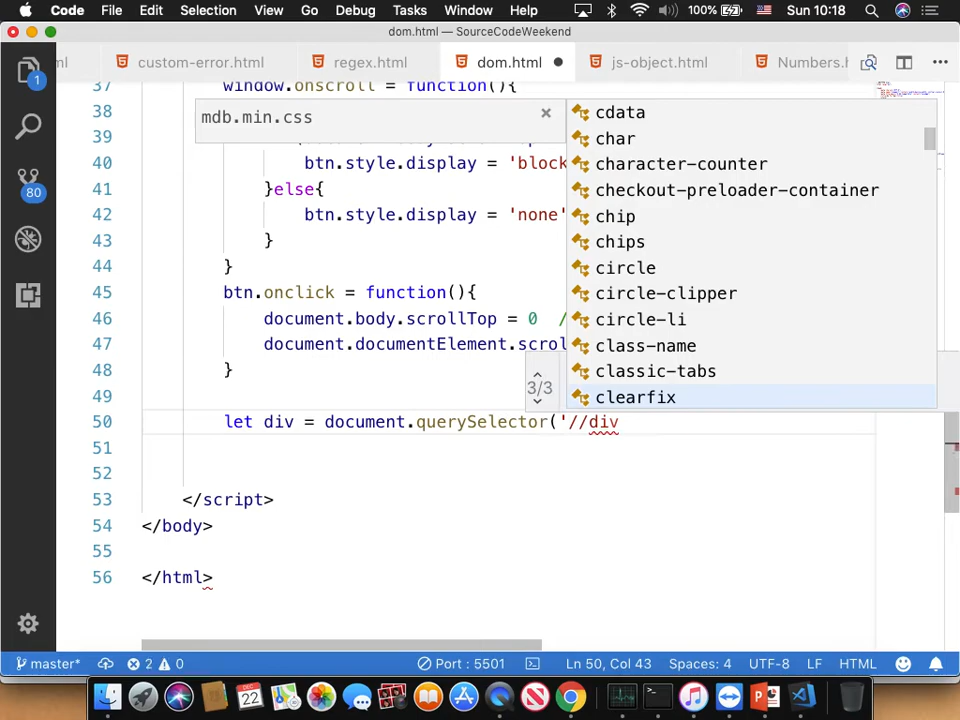 Code File Edit Selection View Go Debug Tasks Window Help 100% Sun 10:18
dom.html — SourceCodeWeekend
ml custom-error.html regex.html dom.html js-object.html Numbers.h
37 window.onscroll = function(){
38
39
40 btn.style.display = 'block
41 }else{
42 btn.style.display = 'none'
43 }
44 }
45 btn.onclick = function(){
46 document.body.scrollTop = 0 /
47 document.documentElement.scrol
48 }
49
50 let div = document.querySelector('//div
51
52
53 </script>
54 </body>
55
56 </html>
mdb.min.css
3/3
cdata
char
character-counter
checkout-preloader-container
chip
chips
circle
circle-clipper
circle-li
class-name
classic-tabs
clearfix
1
80
master* 2 0 Port : 5501 Ln 50, Col 43 Spaces: 4 UTF-8 LF HTML
DEC
22